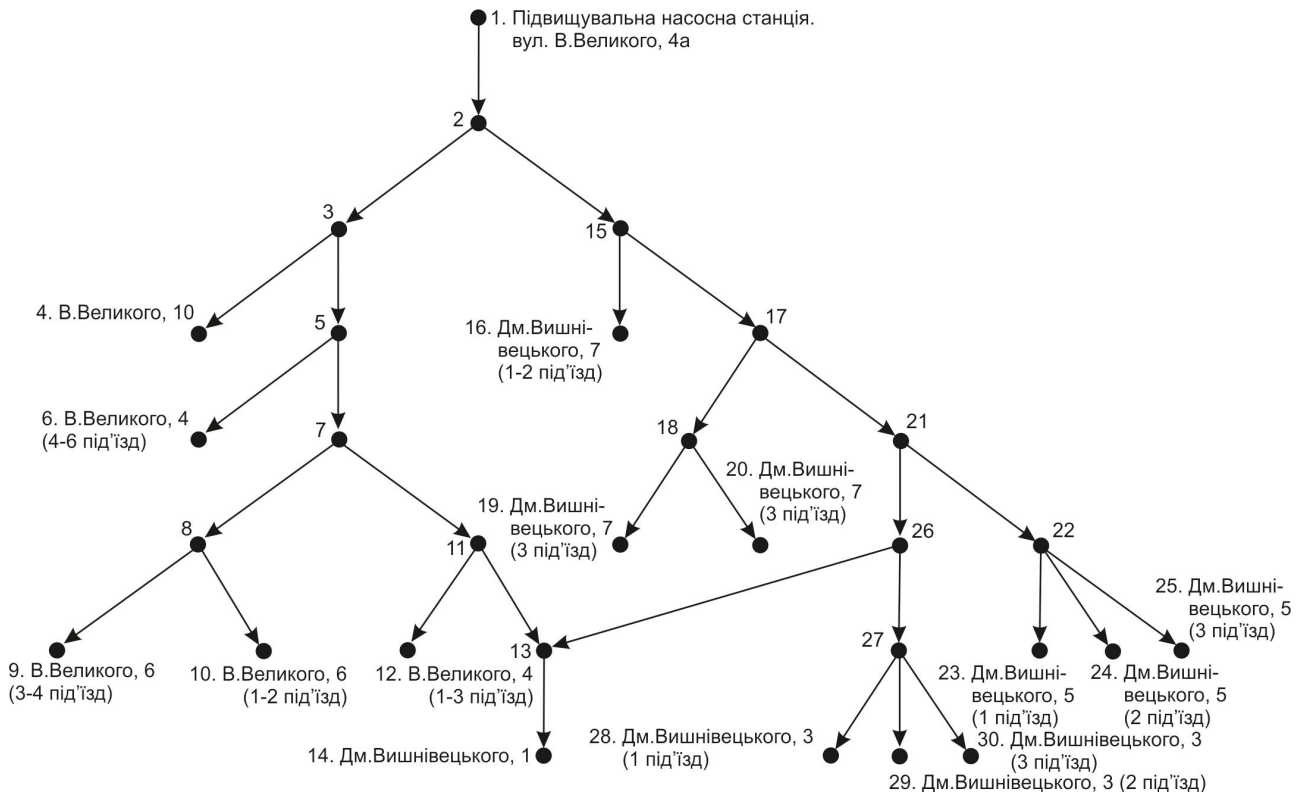 1. Підвищувальна насосна станція.
вул. В.Великого, 4а
2
3
15
4. В.Великого, 10
5
16. Дм.Вишні-
вецького, 7
(1-2 під'їзд)
17
6. В.Великого, 4
(4-6 під'їзд)
7
18
21
20. Дм.Вишні-
вецького, 7
(3 під'їзд)
19. Дм.Вишні-
вецького, 7
(3 під'їзд)
8
11
26
22
25. Дм.Вишні-
вецького, 5
(3 під'їзд)
9. В.Великого, 6
(3-4 під'їзд)
10. В.Великого, 6
(1-2 під'їзд)
12. В.Великого, 4
(1-3 під'їзд)
13
27
23. Дм.Вишні-
вецького, 5
(1 під'їзд)
24. Дм.Вишні-
вецького, 5
(2 під'їзд)
14. Дм.Вишнівецького, 1
28. Дм.Вишнівецького, 3
(1 під'їзд)
30. Дм.Вишнівецького, 3
(3 під'їзд)
29. Дм.Вишнівецького, 3 (2 під'їзд)